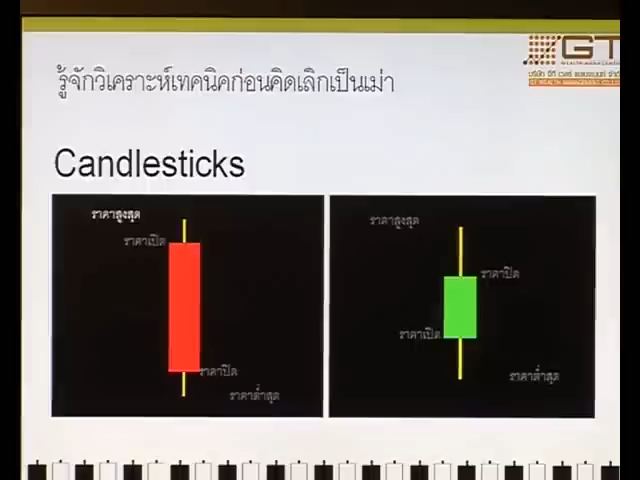 GT
รู้จักวิเคราะห์เทคนิคก่อนคิดเลิกเป็นเม่า
Candlesticks
ราคาสูงสุด
ราคาเปิด
ราคาปิด
ราคาต่ำสุด
ราคาสูงสุด
ราคาปิด
ราคาเปิด
ราคาต่ำสุด